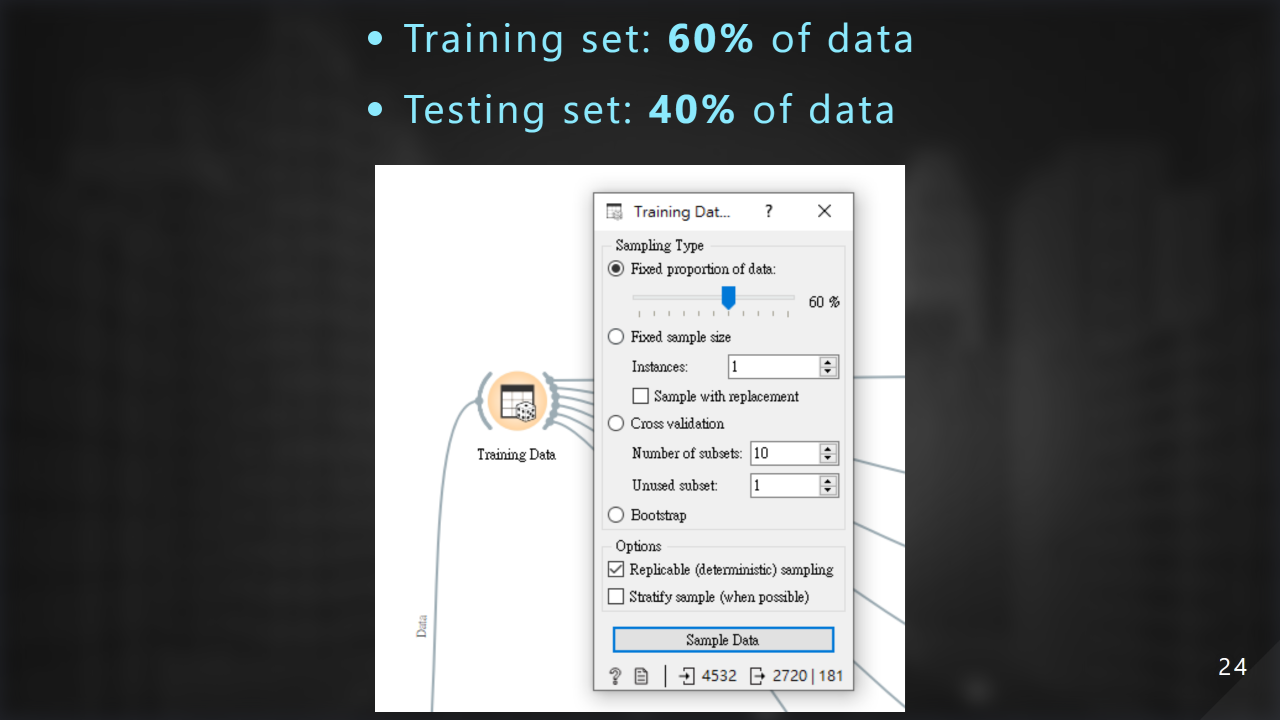 Training set: 60% of data
Testing set: 40% of data
Training Dat... ?
Sampling Type
Fixed proportion of data:
60 %
Fixed sample size
Instances: 1
Sample with replacement
Cross validation
Number of subsets: 10
Unused subset: 1
Bootstrap
Options
Replicable (deterministic) sampling
Stratify sample (when possible)
Sample Data
? 4532 2720 | 181
Training Data
Data
24